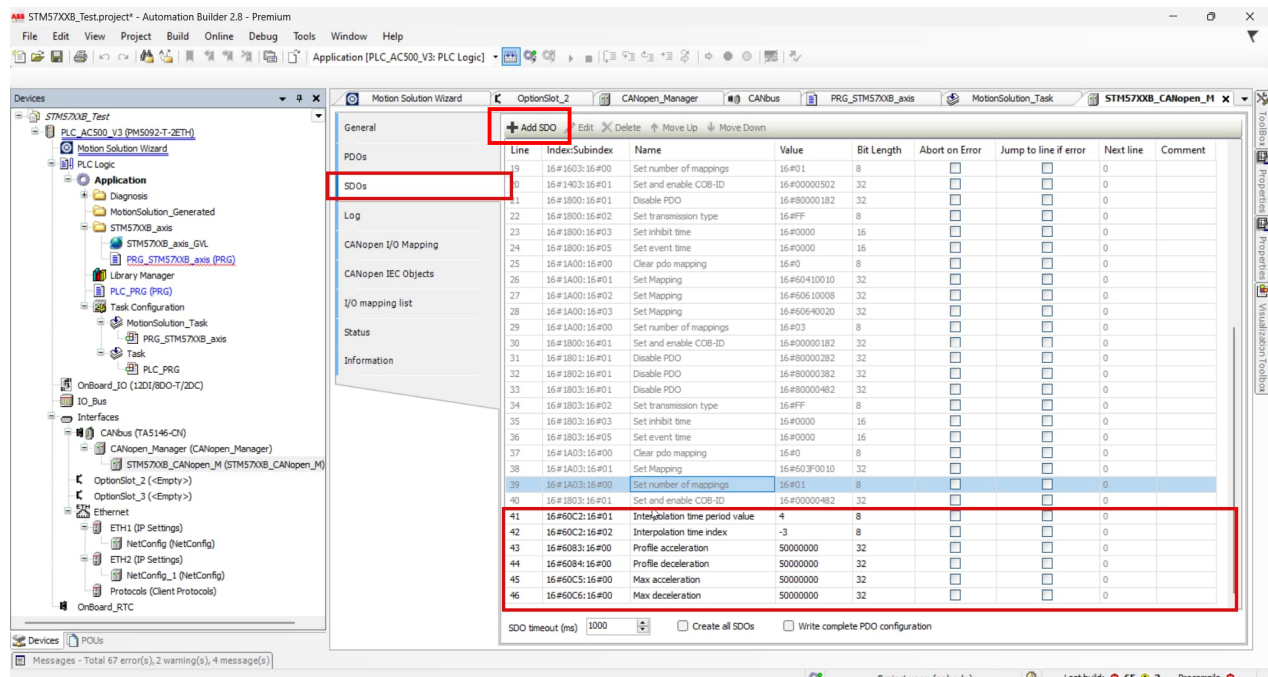 STM57XXB_Test.project* - Automation Builder 2.8 - Premium
File Edit View Project Build Online Debug Tools Window Help
Application [PLC_AC500_V3: PLC Logic]
Devices
STM57XXB_Test
PLC_AC500_V3 (PM5092-T-2ETH)
Motion Solution Wizard
PLC Logic
Application
Diagnosis
MotionSolution_Generated
STM57XXB_axis
STM57XXB_axis_GVL
PRG_STM57XXB_axis (PRG)
Library Manager
PLC_PRG (PRG)
Task Configuration
MotionSolution_Task
PRG_STM57XXB_axis
Task
PLC_PRG
OnBoard_IO (12DI/8DO-T/2DC)
IO_Bus
Interfaces
CANbus (TA5146-CN)
CANopen_Manager (CANopen_Manager)
STM57XXB_CANopen_M (STM57XXB_CANopen_M)
OptionSlot_2 (<Empty>)
OptionSlot_3 (<Empty>)
Ethernet
ETH1 (IP Settings)
NetConfig (NetConfig)
ETH2 (IP Settings)
NetConfig_1 (NetConfig)
Protocols (Client Protocols)
OnBoard_RTC
Devices POUs
Messages - Total 67 error(s), 2 warning(s), 4 message(s)
Motion Solution Wizard OptionSlot_2 CANopen_Manager CANbus PRG_STM57XXB_axis MotionSolution_Task STM57XXB_CANopen_M
General
PDOs
SDOs
Log
CANopen I/O Mapping
CANopen IEC Objects
I/O mapping list
Status
Information
Add SDO Edit Delete Move Up Move Down
Line Index:Subindex Name Value Bit Length Abort on Error Jump to line if error Next line Comment
19 16#1603:16#00 Set number of mappings 16#01 8 0
20 16#1403:16#01 Set and enable COB-ID 16#00000502 32 0
21 16#1800:16#01 Disable PDO 16#80000182 32 0
22 16#1800:16#02 Set transmission type 16#FF 8 0
23 16#1800:16#03 Set inhibit time 16#0000 16 0
24 16#1800:16#05 Set event time 16#0000 16 0
25 16#1A00:16#00 Clear pdo mapping 16#0 8 0
26 16#1A00:16#01 Set Mapping 16#60410010 32 0
27 16#1A00:16#02 Set Mapping 16#60610008 32 0
28 16#1A00:16#03 Set Mapping 16#60640020 32 0
29 16#1A00:16#00 Set number of mappings 16#03 8 0
30 16#1800:16#01 Set and enable COB-ID 16#00000182 32 0
31 16#1801:16#01 Disable PDO 16#80000282 32 0
32 16#1802:16#01 Disable PDO 16#80000382 32 0
33 16#1803:16#01 Disable PDO 16#80000482 32 0
34 16#1803:16#02 Set transmission type 16#FF 8 0
35 16#1803:16#03 Set inhibit time 16#0000 16 0
36 16#1803:16#05 Set event time 16#0000 16 0
37 16#1A03:16#00 Clear pdo mapping 16#0 8 0
38 16#1A03:16#01 Set Mapping 16#603F0010 32 0
39 16#1A03:16#00 Set number of mappings 16#01 8 0
40 16#1803:16#01 Set and enable COB-ID 16#00000482 32 0
41 16#60C2:16#01 Interpolation time period value 4 8 0
42 16#60C2:16#02 Interpolation time index -3 8 0
43 16#6083:16#00 Profile acceleration 50000000 32 0
44 16#6084:16#00 Profile deceleration 50000000 32 0
45 16#60C5:16#00 Max acceleration 50000000 32 0
46 16#60C6:16#00 Max deceleration 50000000 32 0
SDO timeout (ms) 1000 Create all SDOs Write complete PDO configuration
ToolBox
Properties
Properties
Visualization Toolbox